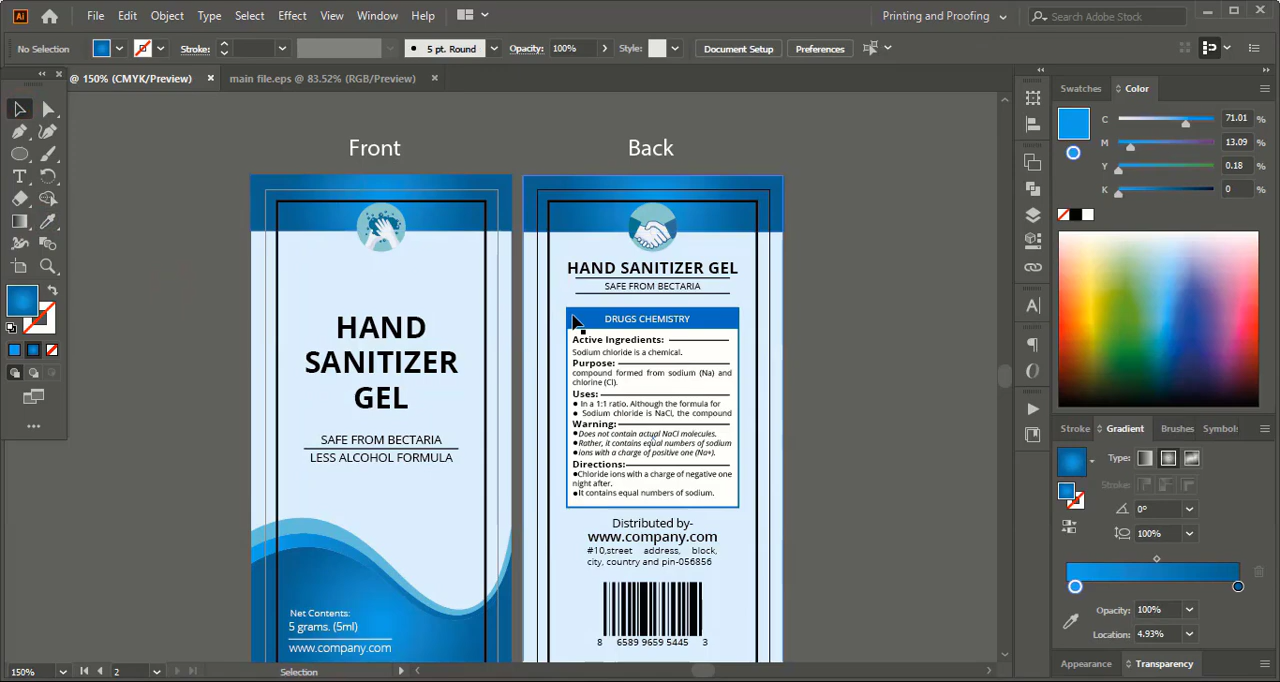 Ai File Edit Object Type Select Effect View Window Help Printing and Proofing Search Adobe Stock
No Selection Stroke: 5 pt. Round Opacity: 100% Style: Document Setup Preferences
@ 150% (CMYK/Preview) × main file.eps @ 83.52% (RGB/Preview) ×
Front
HAND
SANITIZER
GEL
SAFE FROM BECTARIA
LESS ALCOHOL FORMULA
Net Contents:
5 grams. (5ml)
www.company.com
Back
HAND SANITIZER GEL
SAFE FROM BECTARIA
DRUGS CHEMISTRY
Active Ingredients:
Sodium chloride is a chemical.
Purpose:
compound formed from sodium (Na) and
chlorine (Cl).
Uses:
● In a 1:1 ratio. Although the formula for
● Sodium chloride is NaCl, the compound
Warning:
●Does not contain actual NaCl molecules.
●Rather, it contains equal numbers of sodium
●ions with a charge of positive one (Na+).
Directions:
●Chloride ions with a charge of negative one
night after.
●It contains equal numbers of sodium.
Distributed by-
www.company.com
#10,street address, block,
city, country and pin-056856
8 6589 9659 5445 3
Swatches Color
C 71.01 %
M 13.09 %
Y 0.18 %
K 0 %
Stroke Gradient Brushes Symbols
Type:
Stroke:
0°
100%
Opacity: 100%
Location: 4.93%
Appearance Transparency
150% 2 Selection